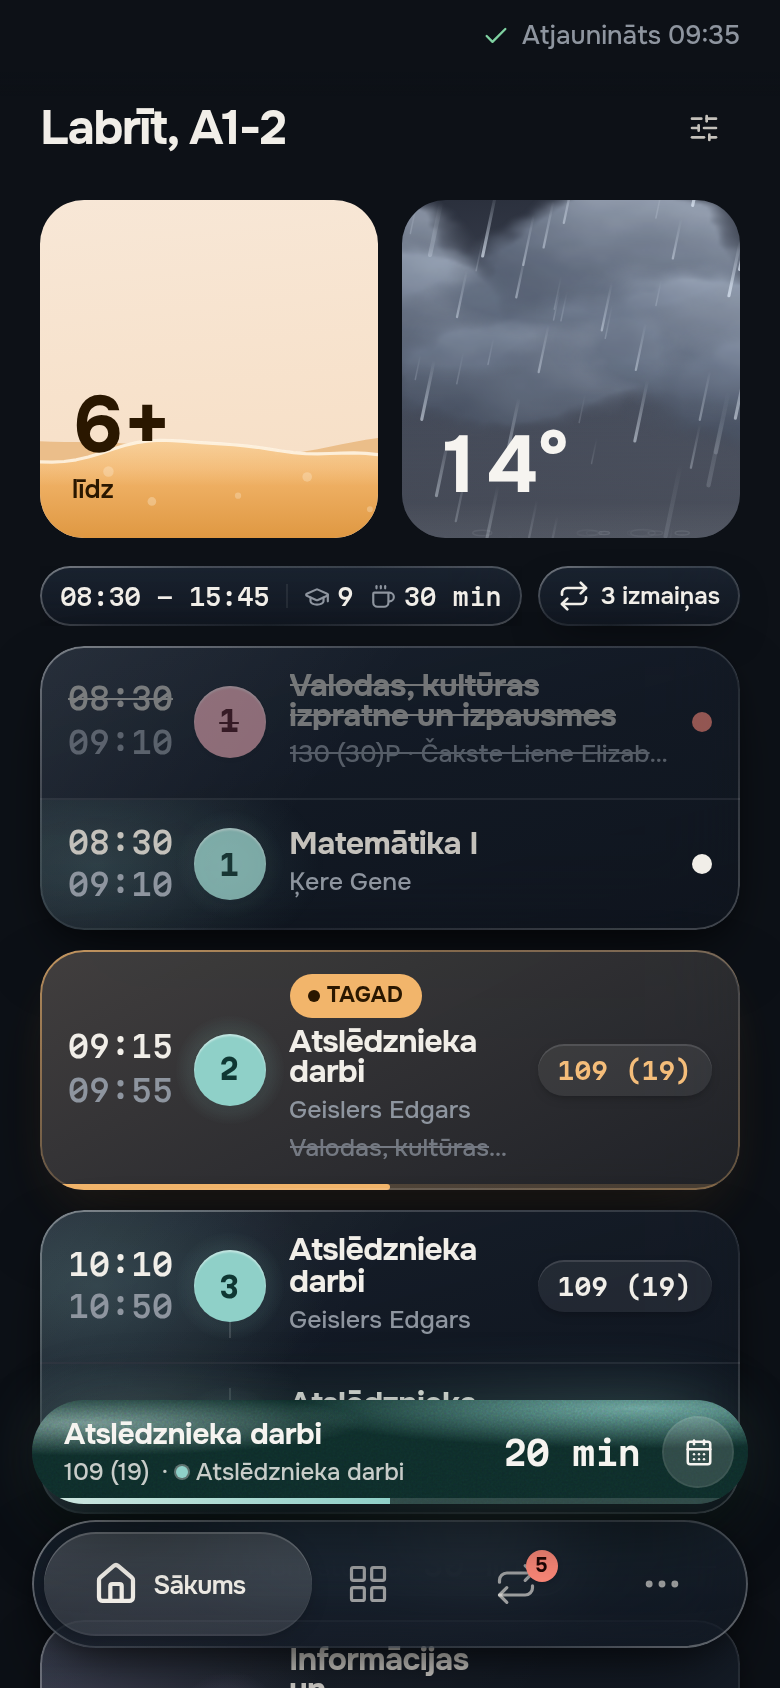 Atjaunināts 09:35
Labrīt, A1-2
6+
līdz
14°
08:30 – 15:45
9
30 min
3 izmaiņas
08:30
09:10
1
Valodas, kultūras
izpratne un izpausmes
130 (30)P · Čakste Liene Elizab...
08:30
09:10
1
Matemātika I
Ķere Gene
TAGAD
09:15
09:55
2
Atslēdznieka
darbi
Geislers Edgars
Valodas, kultūras...
109 (19)
10:10
10:50
3
Atslēdznieka
darbi
Geislers Edgars
109 (19)
Atslēdznieka
Atslēdznieka darbi
109 (19) · Atslēdznieka darbi
20 min
Sākums
5
Informācijas
un